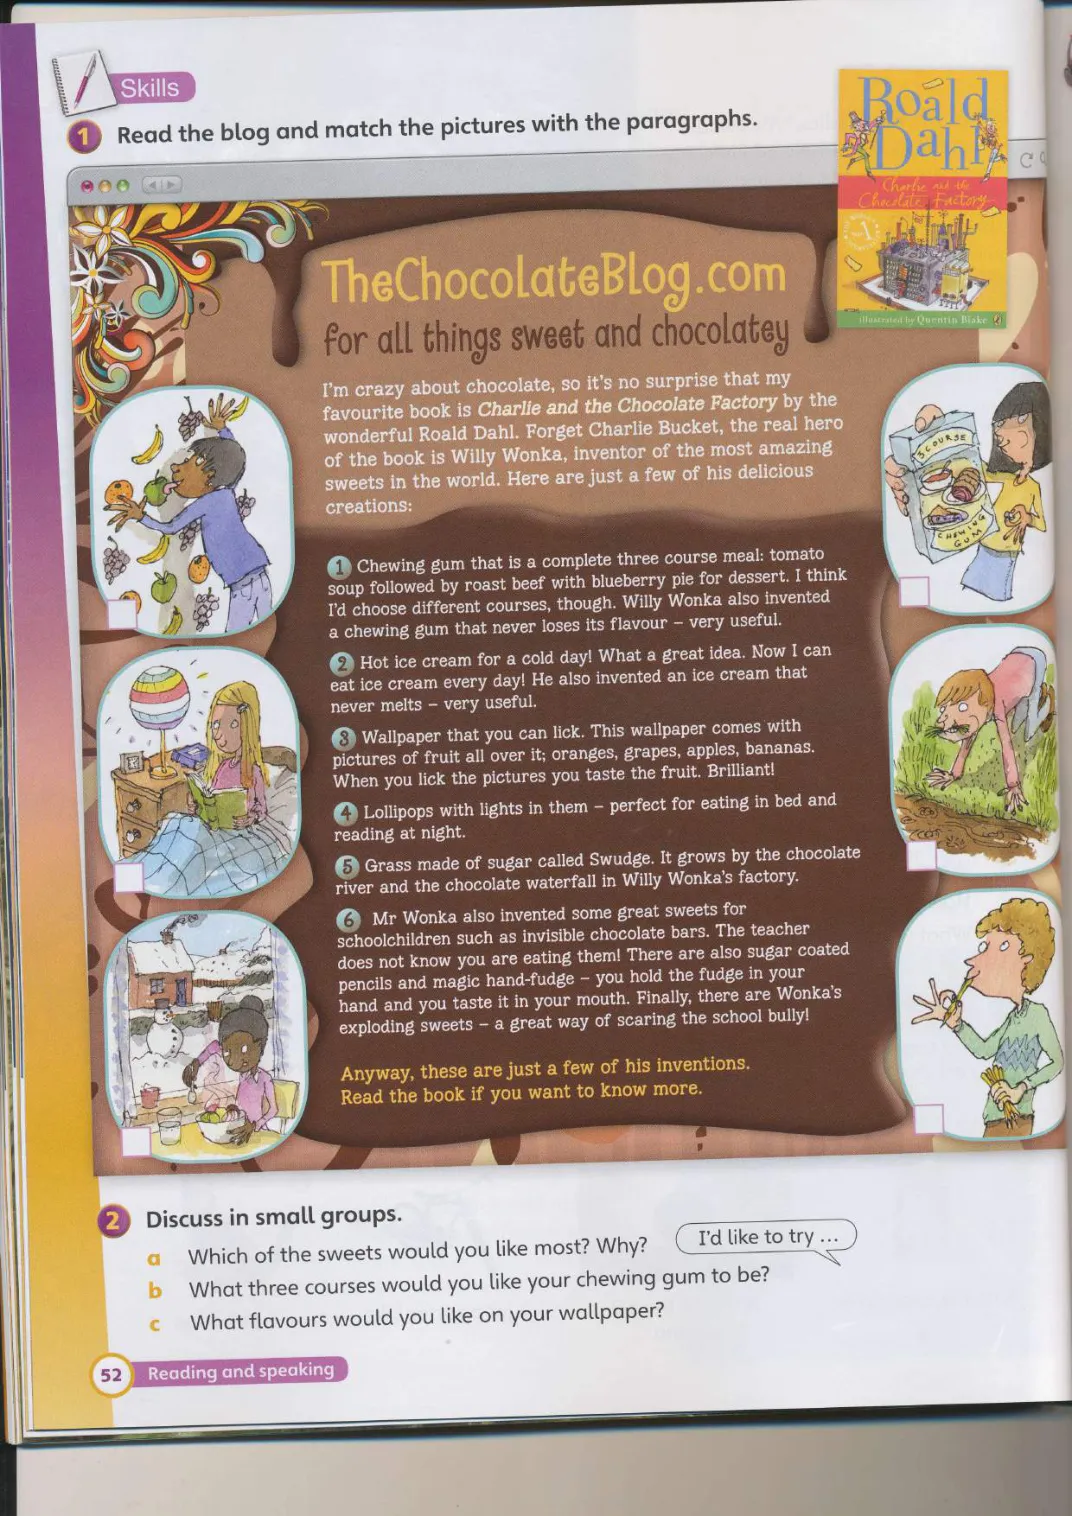 Skills
1 Read the blog and match the pictures with the paragraphs.
Roald
Dahl
Charlie and the
Chocolate Factory
illustrated by Quentin Blake
TheChocolateBlog.com
for all things sweet and chocolatey
I'm crazy about chocolate, so it's no surprise that my
favourite book is Charlie and the Chocolate Factory by the
wonderful Roald Dahl. Forget Charlie Bucket, the real hero
of the book is Willy Wonka, inventor of the most amazing
sweets in the world. Here are just a few of his delicious
creations:
3 COURSE
CHEWING
GUM
1 Chewing gum that is a complete three course meal: tomato
soup followed by roast beef with blueberry pie for dessert. I think
I'd choose different courses, though. Willy Wonka also invented
a chewing gum that never loses its flavour – very useful.
2 Hot ice cream for a cold day! What a great idea. Now I can
eat ice cream every day! He also invented an ice cream that
never melts – very useful.
3 Wallpaper that you can lick. This wallpaper comes with
pictures of fruit all over it; oranges, grapes, apples, bananas.
When you lick the pictures you taste the fruit. Brilliant!
4 Lollipops with lights in them – perfect for eating in bed and
reading at night.
5 Grass made of sugar called Swudge. It grows by the chocolate
river and the chocolate waterfall in Willy Wonka's factory.
6 Mr Wonka also invented some great sweets for
schoolchildren such as invisible chocolate bars. The teacher
does not know you are eating them! There are also sugar coated
pencils and magic hand-fudge – you hold the fudge in your
hand and you taste it in your mouth. Finally, there are Wonka's
exploding sweets – a great way of scaring the school bully!
Anyway, these are just a few of his inventions.
Read the book if you want to know more.
2 Discuss in small groups.
I'd like to try ...
a Which of the sweets would you like most? Why?
b What three courses would you like your chewing gum to be?
c What flavours would you like on your wallpaper?
52 Reading and speaking